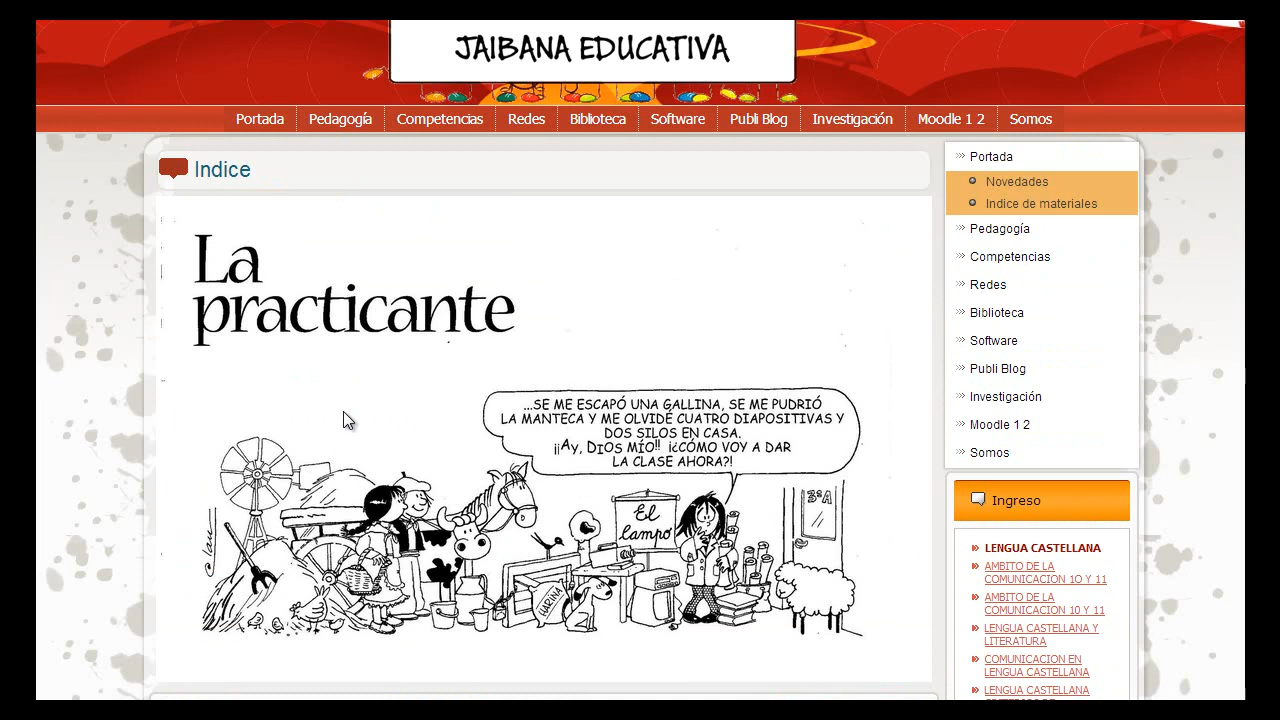 JAIBANA EDUCATIVA
Portada
Pedagogía
Competencias
Redes
Biblioteca
Software
Publi Blog
Investigación
Moodle 1 2
Somos
Indice
La
practicante
...SE ME ESCAPÓ UNA GALLINA, SE ME PUDRIÓ
LA MANTECA Y ME OLVIDÉ CUATRO DIAPOSITIVAS Y
DOS SILOS EN CASA.
¡¡AY, DIOS MÍO!! ¡¿CÓMO VOY A DAR
LA CLASE AHORA?!
3ºA
El
Campo
HARINA
Portada
Novedades
Indice de materiales
Pedagogía
Competencias
Redes
Biblioteca
Software
Publi Blog
Investigación
Moodle 1 2
Somos
Ingreso
LENGUA CASTELLANA
AMBITO DE LA
COMUNICACION 1O Y 11
AMBITO DE LA
COMUNICACION 10 Y 11
LENGUA CASTELLANA Y
LITERATURA
COMUNICACION EN
LENGUA CASTELLANA
LENGUA CASTELLANA